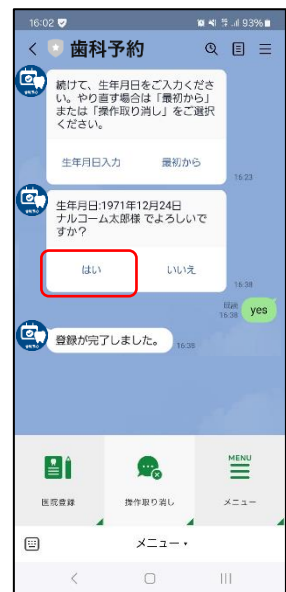 16:02
93%
歯科予約
続けて、生年月日をご入力くださ
い。やり直す場合は「最初から」
または「操作取り消し」をご選択
ください。
生年月日入力 最初から
16:23
生年月日:1971年12月24日
ナルコーム太郎様 でよろしいで
すか？
はい いいえ
16:38
既読
16:38
yes
登録が完了しました。
16:38
医院登録 操作取り消し MENU
メニュー
メニュー